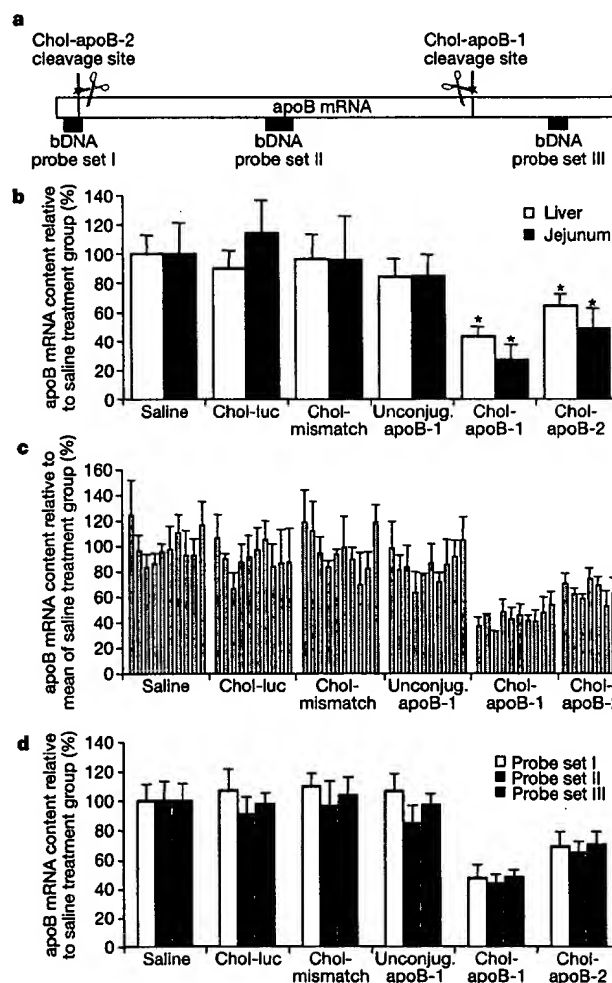 a
Chol-apoB-2
cleavage site
Chol-apoB-1
cleavage site
apoB mRNA
bDNA
probe set I
bDNA
probe set II
bDNA
probe set III
b
apoB mRNA content relative
to saline treatment group (%)
140
120
100
80
60
40
20
0
Liver
Jejunum
* * * *
Saline
Chol-luc
Chol-
mismatch
Unconjug.
apoB-1
Chol-
apoB-1
Chol-
apoB-2
c
apoB mRNA content relative to
mean of saline treatment group (%)
160
140
120
100
80
60
40
20
0
Saline
Chol-luc
Chol-
mismatch
Unconjug.
apoB-1
Chol-
apoB-1
Chol-
apoB-2
d
apoB mRNA content relative
to saline treatment group (%)
140
120
100
80
60
40
20
0
Probe set I
Probe set II
Probe set III
Saline
Chol-luc
Chol-
mismatch
Unconjug.
apoB-1
Chol-
apoB-1
Chol-
apoB-2